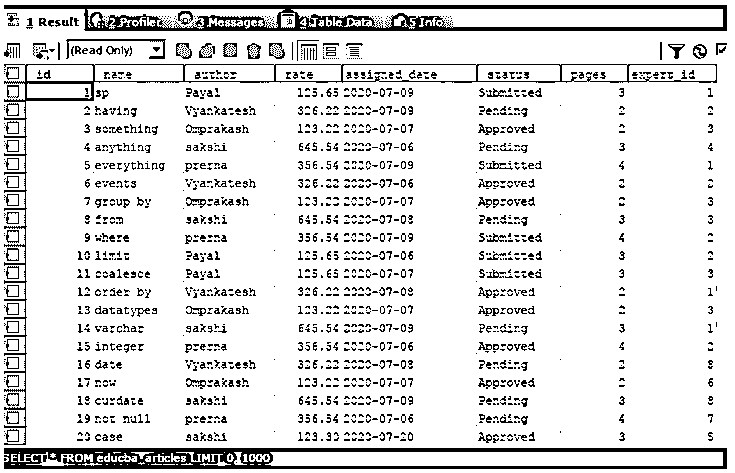 1 Result 2 Profiler 3 Messages 4 Table Data 5 Info
(Read Only)
id name author rate assigned_date status pages expert_id
1 sp Payal 125.65 2020-07-09 Submitted 3 1
2 having Vyankatesh 326.22 2020-07-09 Pending 2 2
3 something Omprakash 123.22 2020-07-07 Approved 2 3
4 anything sakshi 645.54 2020-07-06 Pending 3 4
5 everything prerna 356.54 2020-07-09 Submitted 4 1
6 events Vyankatesh 326.22 2020-07-06 Approved 2 2
7 group by Omprakash 123.22 2020-07-07 Approved 2 3
8 from sakshi 645.54 2020-07-08 Pending 3 3
9 where prerna 356.54 2020-07-09 Submitted 4 2
10 limit Payal 125.65 2020-07-06 Submitted 3 2
11 coalesce Payal 125.65 2020-07-07 Submitted 3 3
12 order by Vyankatesh 326.22 2020-07-08 Approved 2 1
13 datatypes Omprakash 123.22 2020-07-07 Approved 2 3
14 varchar sakshi 645.54 2020-07-09 Pending 3 1
15 integer prerna 356.54 2020-07-06 Approved 4 2
16 date Vyankatesh 326.22 2020-07-08 Pending 2 8
17 now Omprakash 123.22 2020-07-07 Approved 2 6
18 curdate sakshi 645.54 2020-07-09 Pending 3 8
19 not null prerna 356.54 2020-07-06 Pending 4 7
20 case sakshi 123.30 2020-07-20 Approved 3 5
SELECT * FROM educba_articles LIMIT 0, 1000